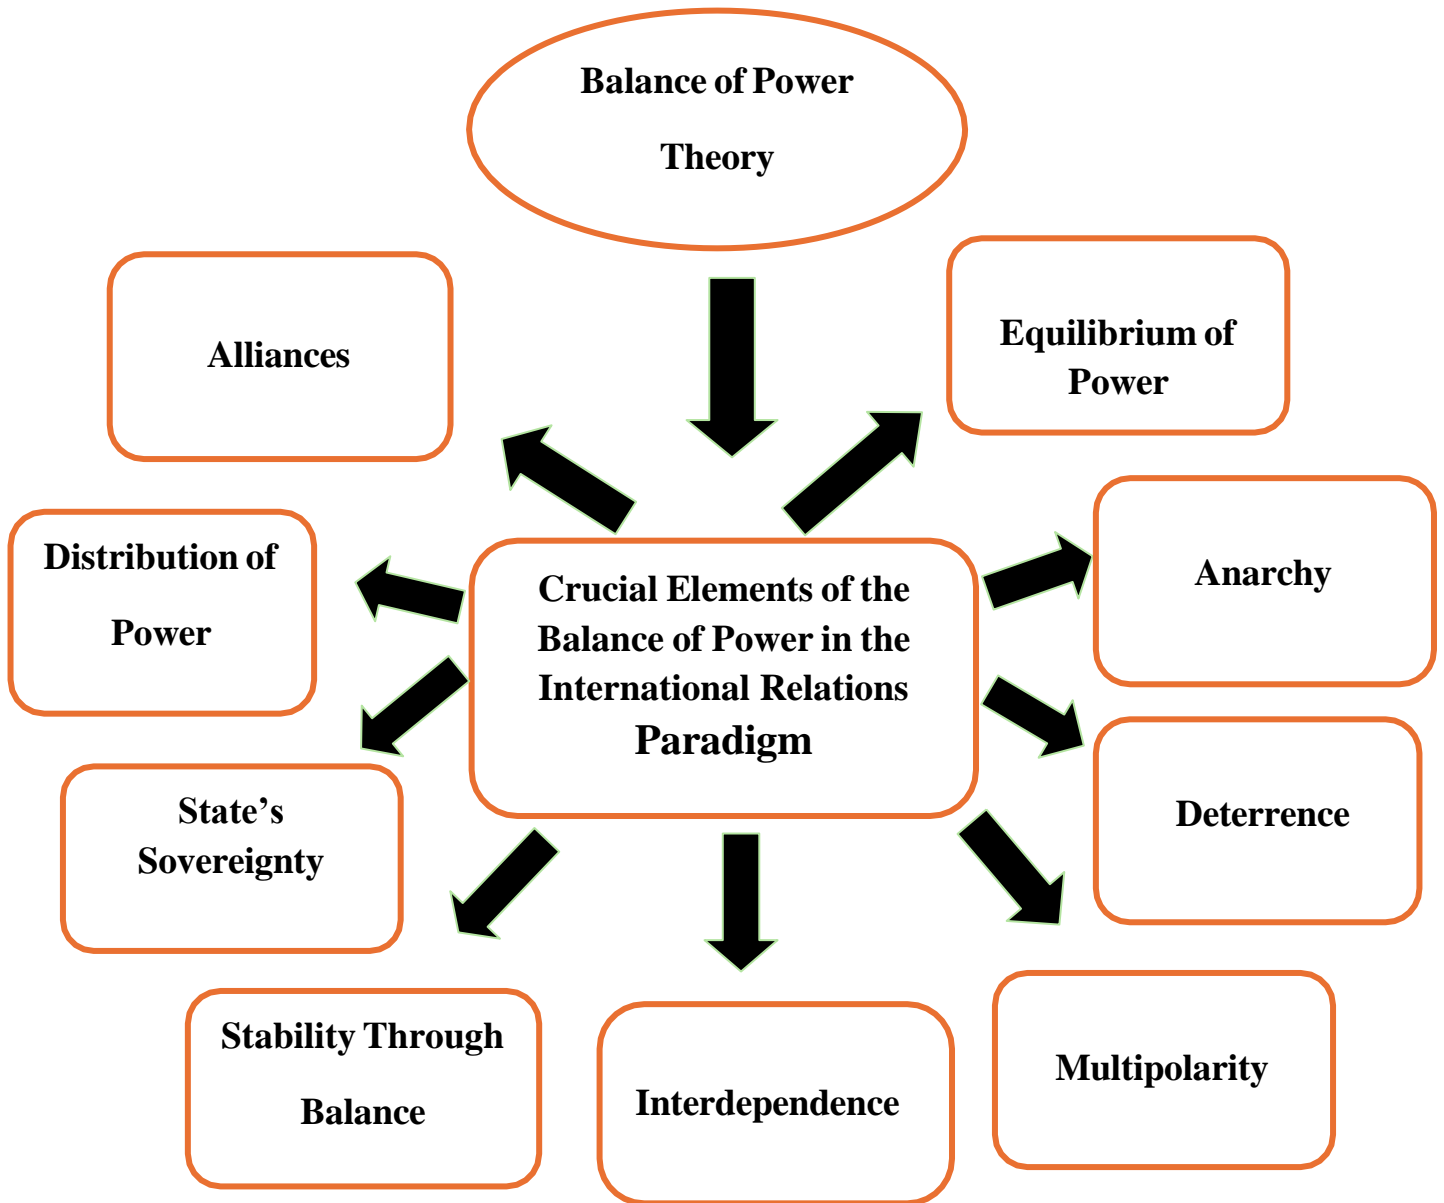 Balance of Power
Theory
Alliances
Equilibrium of
Power
Distribution of
Power
Crucial Elements of the
Balance of Power in the
International Relations
Paradigm
Anarchy
State’s
Sovereignty
Deterrence
Stability Through
Balance
Interdependence
Multipolarity